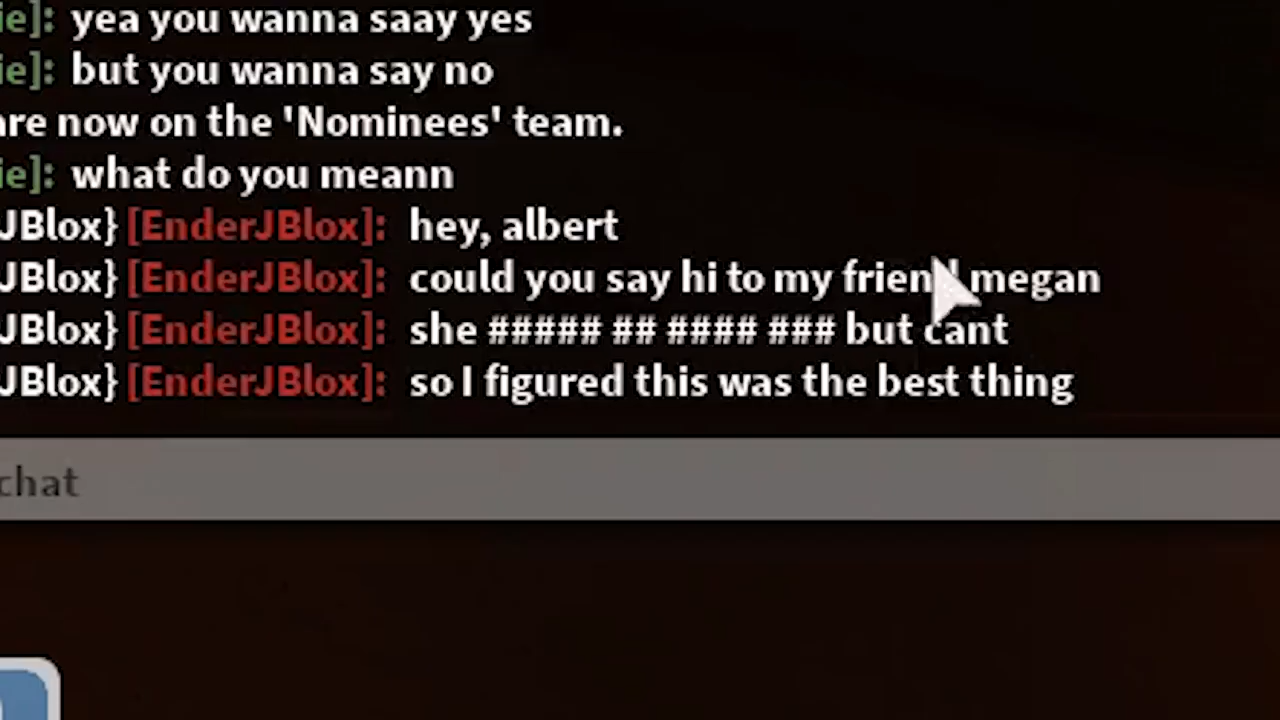 ie]: yea you wanna saay yes
ie]: but you wanna say no
are now on the 'Nominees' team.
ie]: what do you meann
JBlox} [EnderJBlox]: hey, albert
JBlox} [EnderJBlox]: could you say hi to my friend megan
JBlox} [EnderJBlox]: she ##### ## #### ### but cant
JBlox} [EnderJBlox]: so I figured this was the best thing
chat